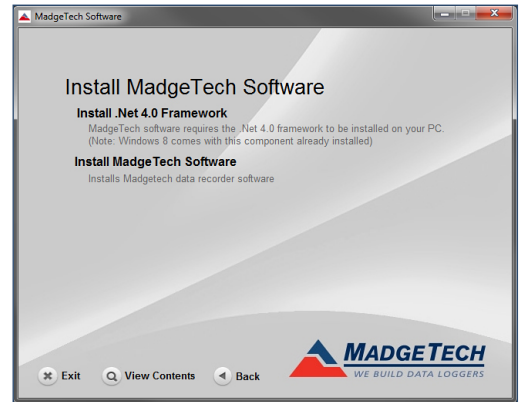 MadgeTech Software
Install MadgeTech Software
Install .Net 4.0 Framework
MadgeTech software requires the .Net 4.0 framework to be installed on your PC.
(Note: Windows 8 comes with this component already installed)
Install MadgeTech Software
Installs Madgetech data recorder software
Exit
View Contents
Back
MADGETECH
WE BUILD DATA LOGGERS